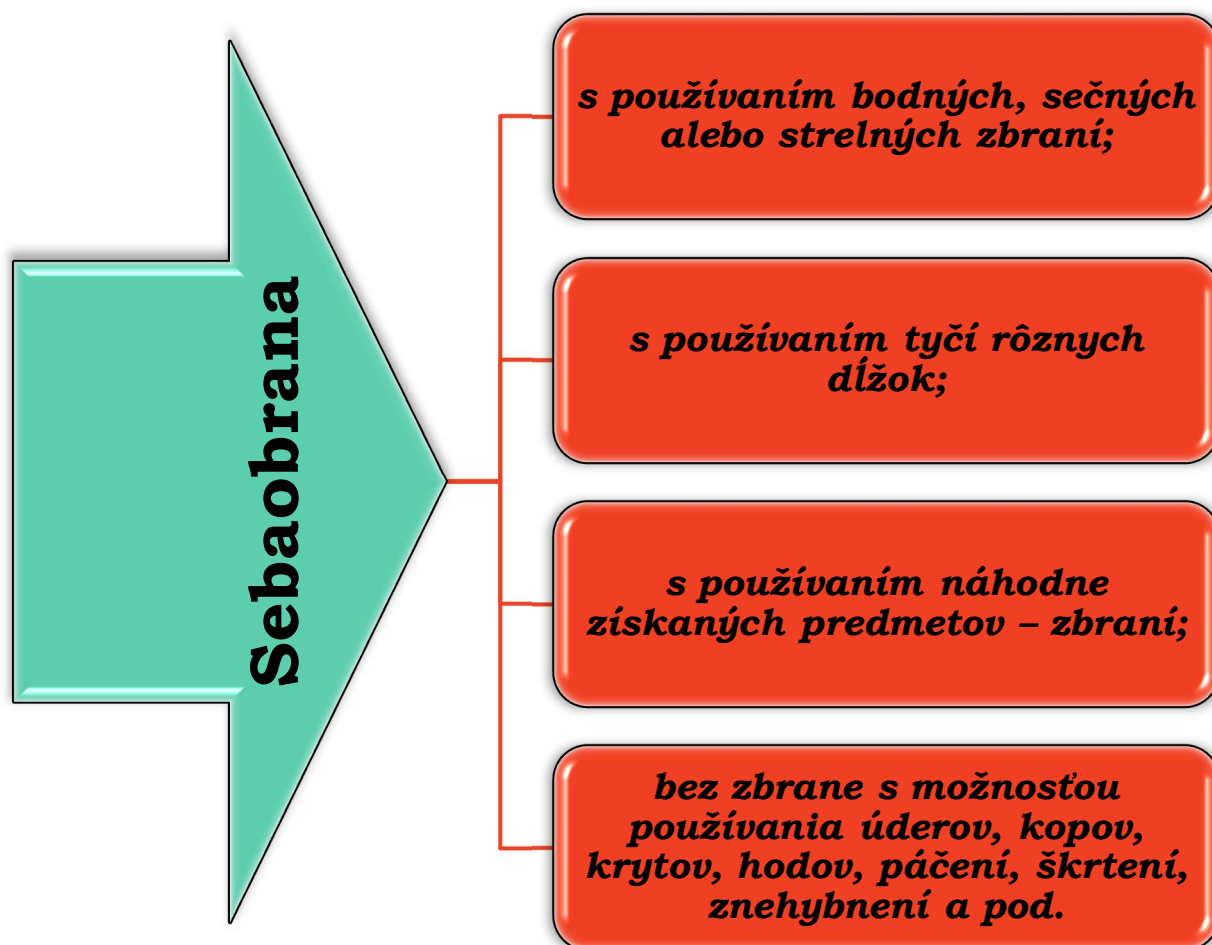 Sebaobrana
s používaním bodných, sečných
alebo strelných zbraní;
s používaním tyčí rôznych
dĺžok;
s používaním náhodne
získaných predmetov – zbraní;
bez zbrane s možnosťou
používania úderov, kopov,
krytov, hodov, páčení, škrtení,
znehybnení a pod.